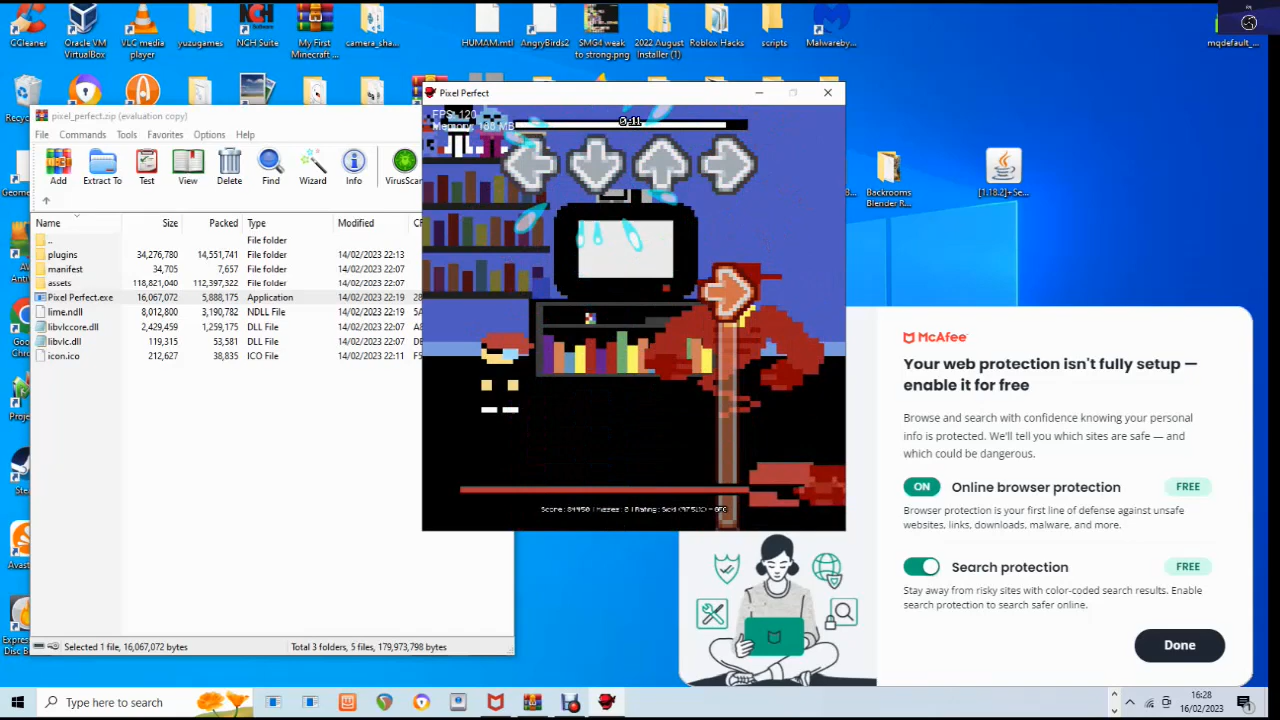 CCleaner
Oracle VM
VirtualBox
VLC media
player
yuzugames
NCH Suite
My First
Minecraft ...
camera_sha...
HUMAM.mtl
AngryBirds2
SMG4 weak
to strong.png
2022 August
Installer (1)
Roblox Hacks
scripts
Malwareby...
mqdefault_...
pixel_perfect.zip (evaluation copy)
File Commands Tools Favorites Options Help
Add Extract To Test View Delete Find Wizard Info VirusScan
Name Size Packed Type Modified
..
File folder
plugins 34,276,780 14,551,741 File folder 14/02/2023 22:13
manifest 34,705 7,657 File folder 14/02/2023 22:07
assets 118,821,040 112,397,322 File folder 14/02/2023 22:07
Pixel Perfect.exe 16,067,072 5,888,175 Application 14/02/2023 22:19
lime.ndll 8,012,800 3,190,782 NDLL File 14/02/2023 22:07
libvlccore.dll 2,429,459 1,259,175 DLL File 14/02/2023 22:07
libvlc.dll 119,315 53,581 DLL File 14/02/2023 22:07
icon.ico 212,627 38,835 ICO File 14/02/2023 22:11
Selected 1 file, 16,067,072 bytes
Total 3 folders, 5 files, 179,973,798 bytes
Pixel Perfect
FPS: 120
0:11
Backrooms
Blender R...
[1.18.2]+Se...
McAfee
Your web protection isn't fully setup —
enable it for free
Browse and search with confidence knowing your personal
info is protected. We'll tell you which sites are safe — and
which could be dangerous.
ON Online browser protection FREE
Browser protection is your first line of defense against unsafe
websites, links, downloads, malware, and more.
Search protection FREE
Stay away from risky sites with color-coded search results. Enable
search protection to search safer online.
Done
Type here to search
16:28
16/02/2023